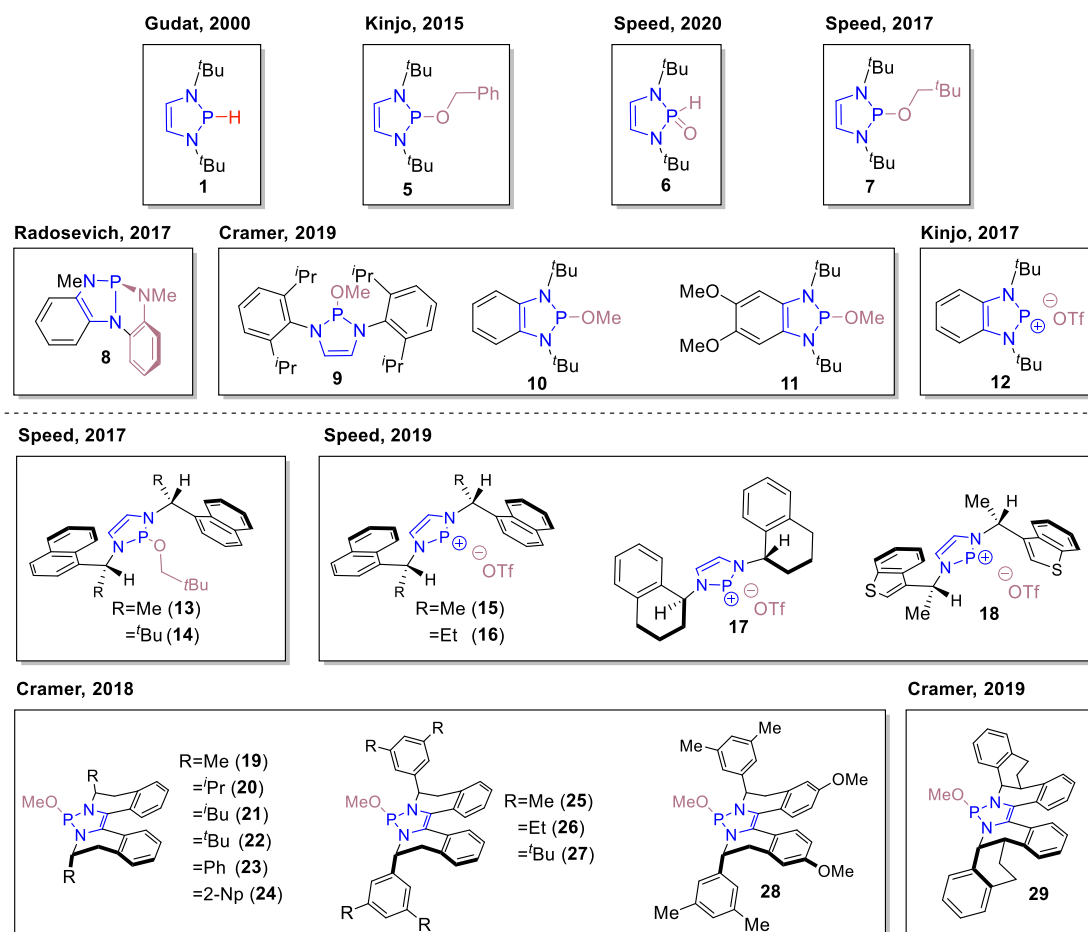 Gudat, 2000
Kinjo, 2015
Speed, 2020
Speed, 2017
tBu
N
P
H
N
tBu
1
tBu
N
P
O
Ph
N
tBu
5
tBu
N
H
P
O
N
tBu
6
tBu
N
P
O
tBu
N
tBu
7
Radosevich, 2017
Cramer, 2019
Kinjo, 2017
MeN
P
NMe
N
8
iPr
OMe
iPr
P
N
N
iPr
iPr
9
tBu
N
P
OMe
N
tBu
10
MeO
MeO
tBu
N
P
OMe
N
tBu
11
tBu
N
P
⊕
⊖
OTf
N
tBu
12
Speed, 2017
Speed, 2019
R
H
N
P
N
O
H
R
tBu
R=Me (13)
=tBu (14)
R
H
N
P
N
⊕
⊖
OTf
H
R
R=Me (15)
=Et (16)
H
N
N
P
⊕
⊖
OTf
H
17
Me
H
N
P
N
⊕
⊖
OTf
S
S
Me
H
18
Cramer, 2018
Cramer, 2019
R
MeO
P
N
N
R
R=Me (19)
=iPr (20)
=iBu (21)
=tBu (22)
=Ph (23)
=2-Np (24)
R
R
MeO
P
N
N
R
R
R=Me (25)
=Et (26)
=tBu (27)
Me
Me
OMe
MeO
P
N
N
OMe
Me
Me
28
MeO
P
N
N
29